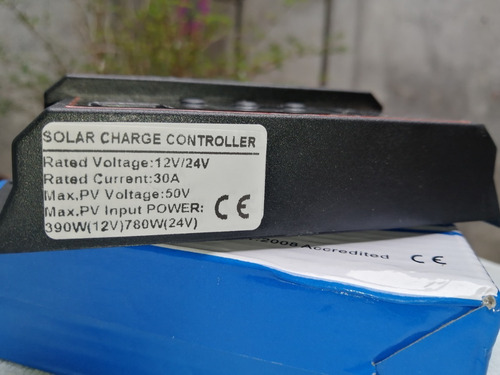 SOLAR CHARGE CONTROLLER
Rated Voltage:12V/24V
Rated Current:30A
Max,PV Voltage:50V
Max.PV Input POWER:
390W(12V)780W(24V)
CE
2008 Accredited CE